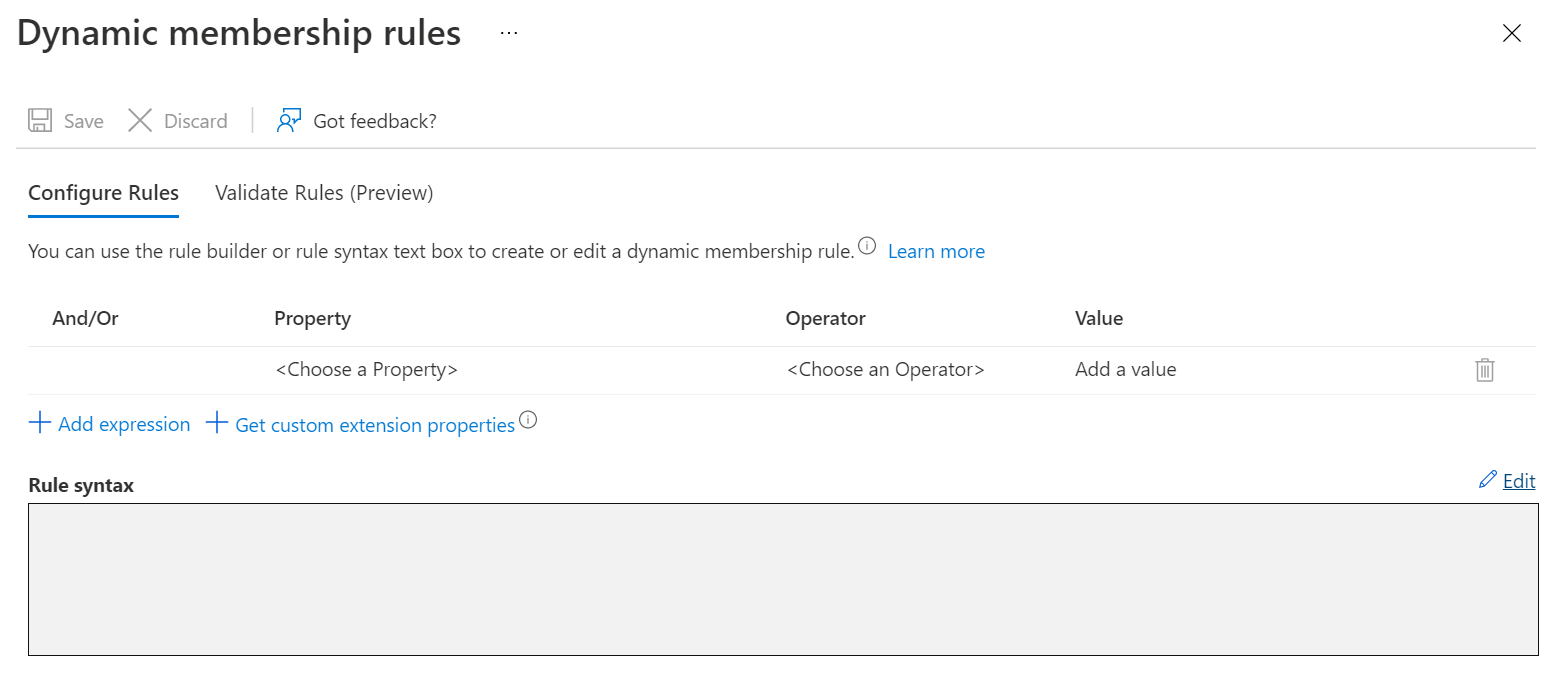 Dynamic membership rules ...
Save Discard Got feedback?
Configure Rules Validate Rules (Preview)
You can use the rule builder or rule syntax text box to create or edit a dynamic membership rule. Learn more
And/Or Property Operator Value
<Choose a Property> <Choose an Operator> Add a value
Add expression Get custom extension properties
Rule syntax Edit